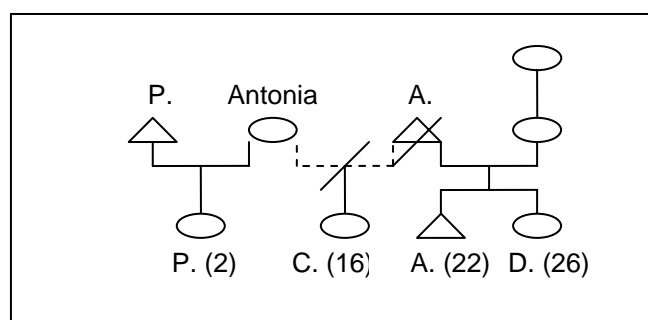 P. Antonia A.
P. (2) C. (16) A. (22) D. (26)